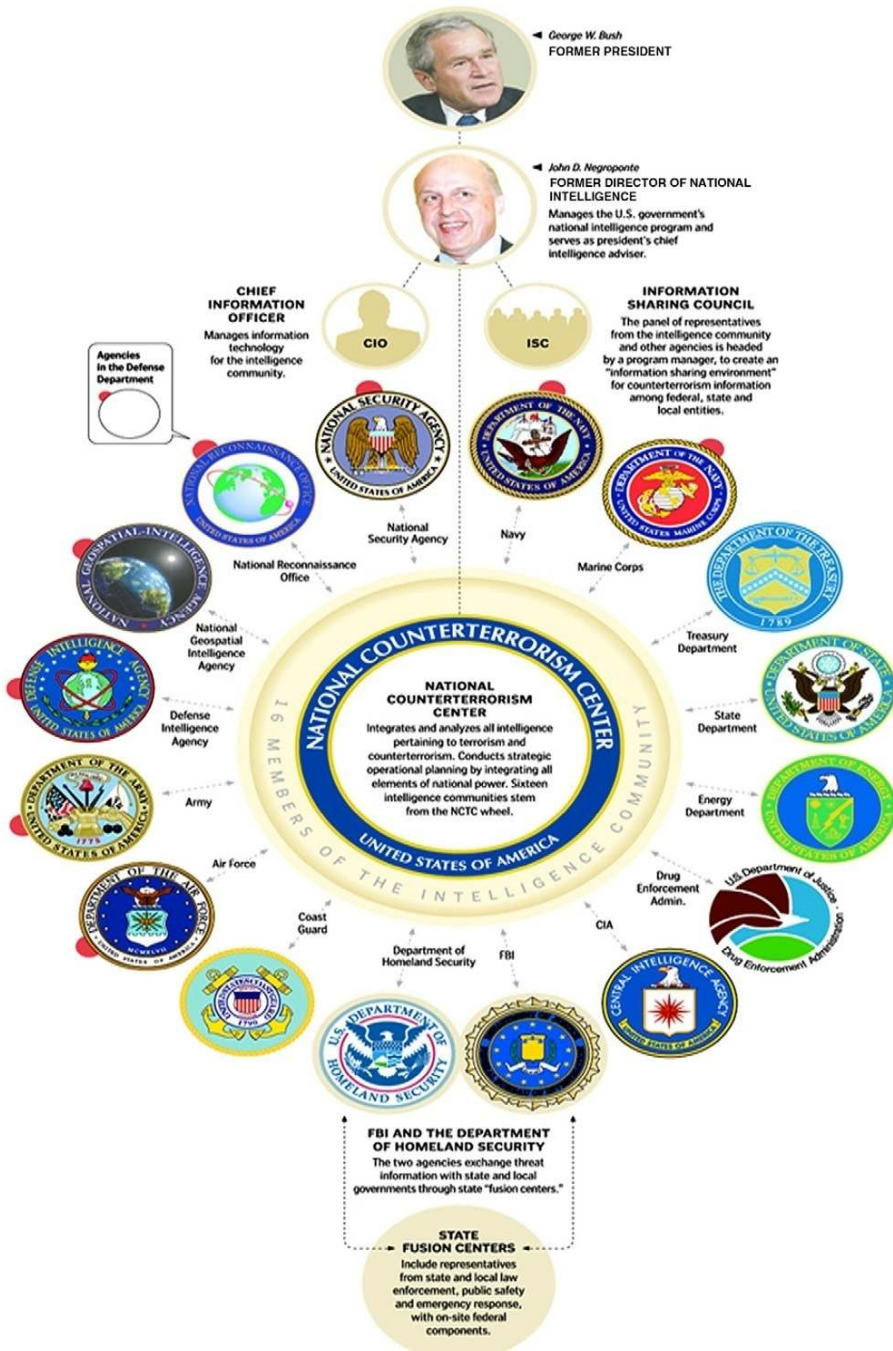 George W. Bush
FORMER PRESIDENT
John D. Negroponte
FORMER DIRECTOR OF NATIONAL
INTELLIGENCE
Manages the U.S. government's
national intelligence program and
serves as president's chief
intelligence adviser.
CHIEF
INFORMATION
OFFICER
Manages information
technology
for the intelligence
community.
CIO
ISC
INFORMATION
SHARING COUNCIL
The panel of representatives
from the intelligence community
and other agencies is headed
by a program manager, to create an
"information sharing environment"
for counterterrorism information
among federal, state and
local entities.
Agencies
in the Defense
Department
NATIONAL RECONNAISSANCE OFFICE
UNITED STATES OF AMERICA
NATIONAL SECURITY AGENCY
UNITED STATES OF AMERICA
DEPARTMENT OF THE NAVY
UNITED STATES OF AMERICA
DEPARTMENT OF THE NAVY
UNITED STATES MARINE CORPS
National Reconnaissance
Office
National
Security Agency
Navy
Marine Corps
NATIONAL GEOSPATIAL-INTELLIGENCE AGENCY
National
Geospatial
Intelligence
Agency
THE DEPARTMENT OF THE TREASURY
1789
Treasury
Department
DEFENSE INTELLIGENCE AGENCY
UNITED STATES OF AMERICA
Defense
Intelligence
Agency
DEPARTMENT OF STATE
UNITED STATES OF AMERICA
State
Department
NATIONAL COUNTERTERRORISM CENTER
UNITED STATES OF AMERICA
NATIONAL
COUNTERTERRORISM
CENTER
Integrates and analyzes all intelligence
pertaining to terrorism and
counterterrorism. Conducts strategic
operational planning by integrating all
elements of national power. Sixteen
intelligence communities stem
from the NCTC wheel.
16 MEMBERS OF THE INTELLIGENCE COMMUNITY
DEPARTMENT OF THE ARMY
UNITED STATES OF AMERICA
1775
Army
DEPARTMENT OF ENERGY
UNITED STATES OF AMERICA
Energy
Department
DEPARTMENT OF THE AIR FORCE
UNITED STATES OF AMERICA
MCMXLVII
Air Force
U.S. Department of Justice
Drug Enforcement Administration
Drug
Enforcement
Admin.
UNITED STATES COAST GUARD
1790
Coast
Guard
CENTRAL INTELLIGENCE AGENCY
UNITED STATES OF AMERICA
CIA
Department of
Homeland Security
FBI
U.S. DEPARTMENT OF
HOMELAND SECURITY
FBI AND THE DEPARTMENT
OF HOMELAND SECURITY
The two agencies exchange threat
information with state and local
governments through state "fusion centers."
STATE
FUSION CENTERS
Include representatives
from state and local law
enforcement, public safety
and emergency response,
with on-site federal
components.